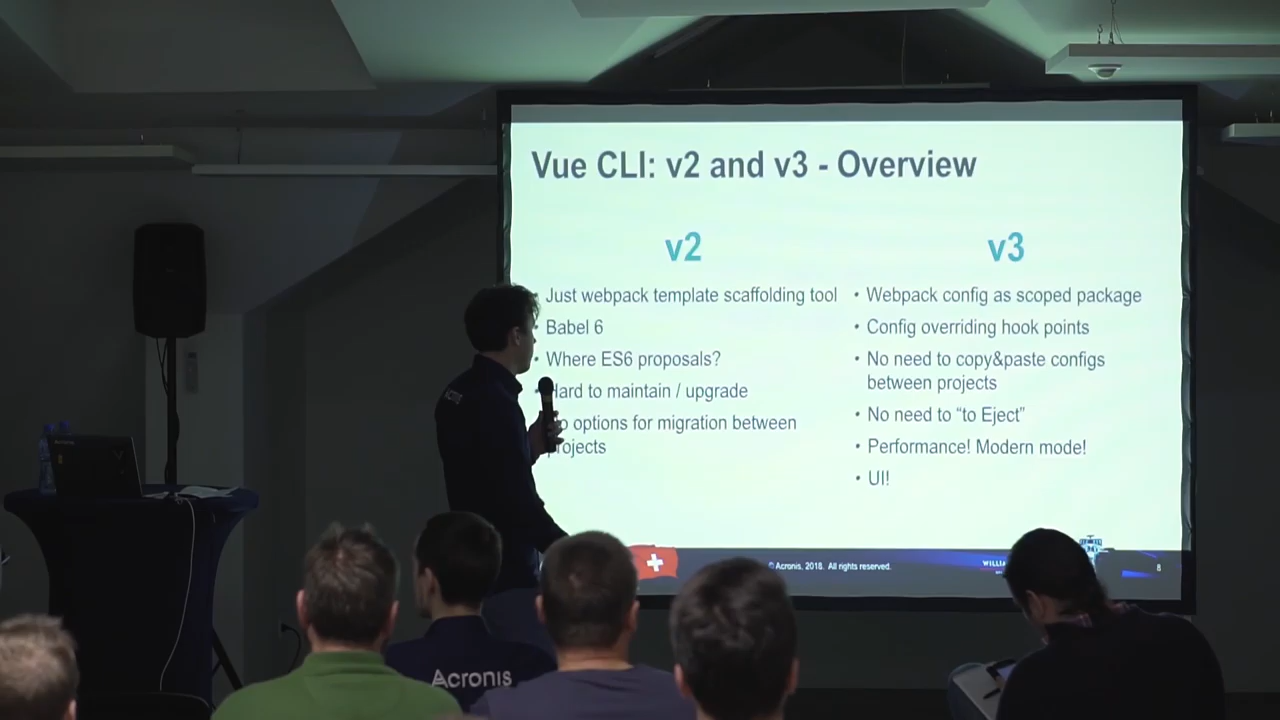 Vue CLI: v2 and v3 - Overview
v2
Just webpack template scaffolding tool
Babel 6
Where ES6 proposals?
Hard to maintain / upgrade
options for migration between
projects
v3
• Webpack config as scoped package
• Config overriding hook points
• No need to copy&paste configs
between projects
• No need to “to Eject”
• Performance! Modern mode!
• UI!
© Acronis, 2018. All rights reserved.
8
Acronis